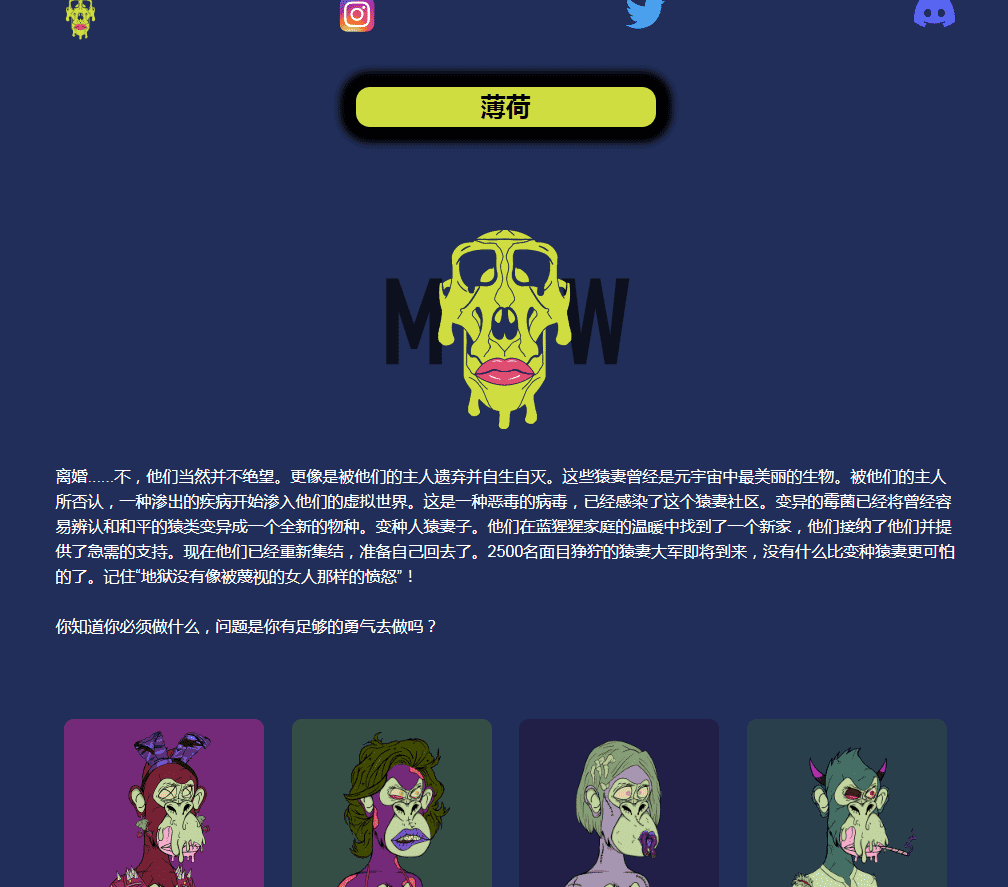 薄荷
M W
离婚……不，他们当然并不绝望。更像是被他们的主人遗弃并自生自灭。这些猿妻曾经是元宇宙中最美丽的生物。被他们的主人
所否认，一种渗出的疾病开始渗入他们的虚拟世界。这是一种恶毒的病毒，已经感染了这个猿妻社区。变异的霉菌已经将曾经容
易辨认和和平的猿类变异成一个全新的物种。变种人猿妻子。他们在蓝猩猩家庭的温暖中找到了一个新家，他们接纳了他们并提
供了急需的支持。现在他们已经重新集结，准备自己回去了。2500名面目狰狞的猿妻大军即将到来，没有什么比变种猿妻更可怕
的了。记住“地狱没有像被蔑视的女人那样的愤怒”！
你知道你必须做什么，问题是你有足够的勇气去做吗？